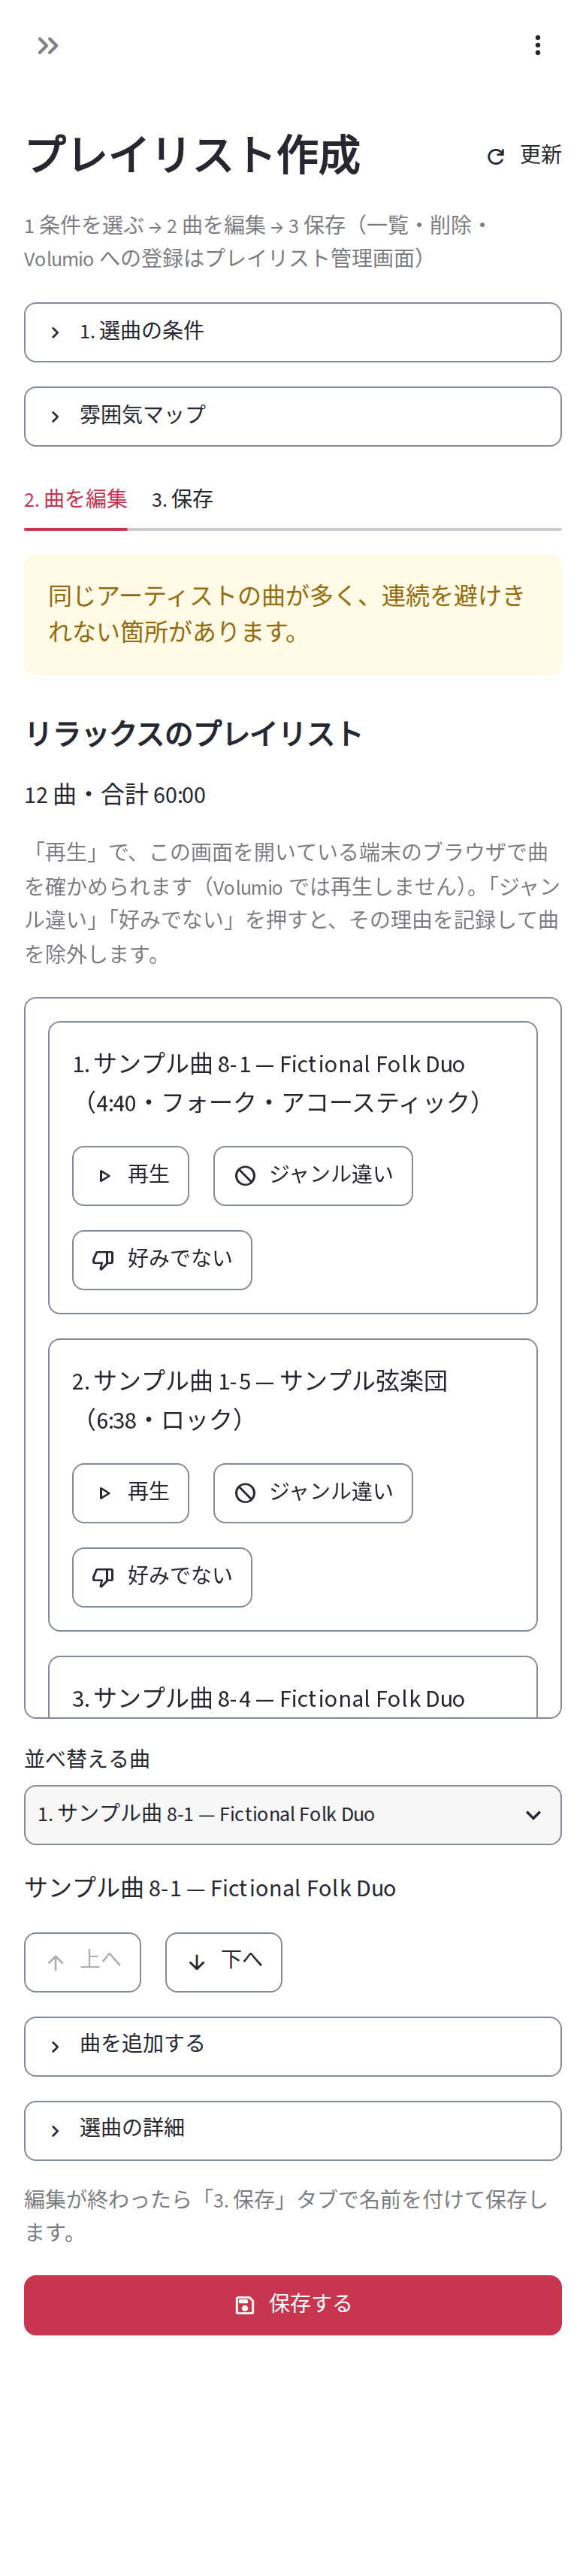 プレイリスト作成
更新
1 条件を選ぶ → 2 曲を編集 → 3 保存（一覧・削除・
Volumio への登録はプレイリスト管理画面）
1. 選曲の条件
雰囲気マップ
2. 曲を編集 3. 保存
同じアーティストの曲が多く、連続を避けき
れない箇所があります。
リラックスのプレイリスト
12 曲・合計 60:00
「再生」で、この画面を開いている端末のブラウザで曲
を確かめられます（Volumio では再生しません）。「ジャン
ル違い」「好みでない」を押すと、その理由を記録して曲
を除外します。
1. サンプル曲 8-1 — Fictional Folk Duo
（4:40・フォーク・アコースティック）
再生 ジャンル違い
好みでない
2. サンプル曲 1-5 — サンプル弦楽団
（6:38・ロック）
再生 ジャンル違い
好みでない
3. サンプル曲 8-4 — Fictional Folk Duo
並べ替える曲
1. サンプル曲 8-1 — Fictional Folk Duo
サンプル曲 8-1 — Fictional Folk Duo
上へ 下へ
曲を追加する
選曲の詳細
編集が終わったら「3. 保存」タブで名前を付けて保存し
ます。
保存する